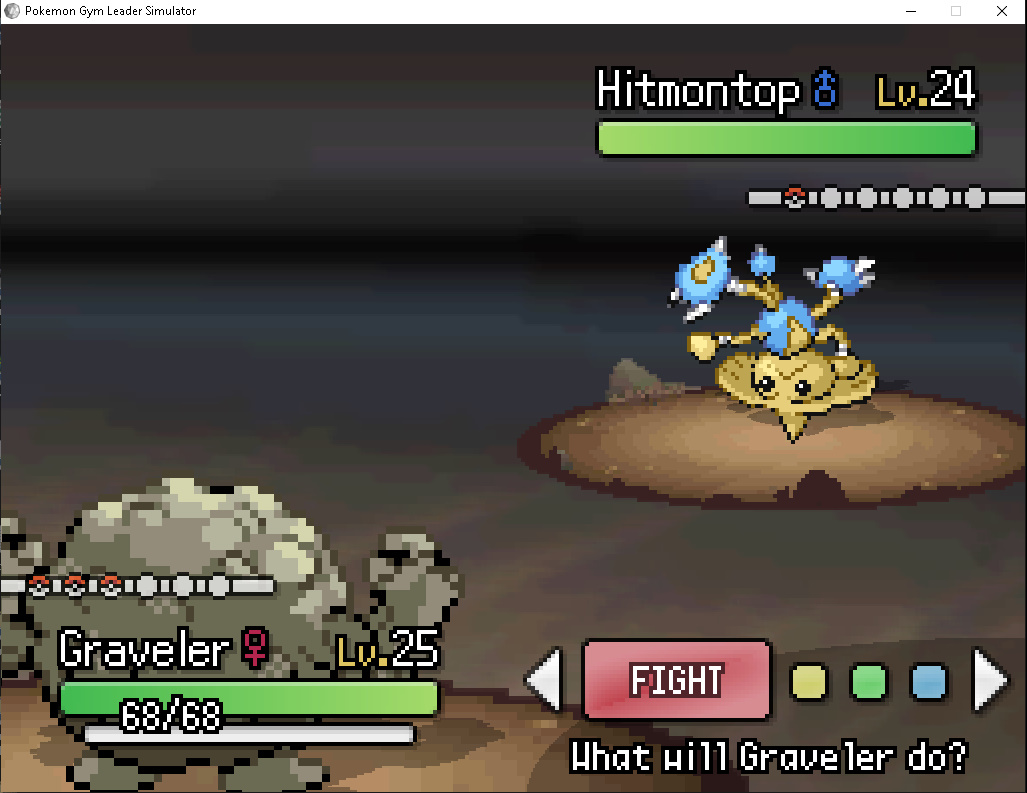 Pokemon Gym Leader Simulator
Hitmontop♂ Lv.24
Graveler♀ Lv.25
68/68
FIGHT
What will Graveler do?